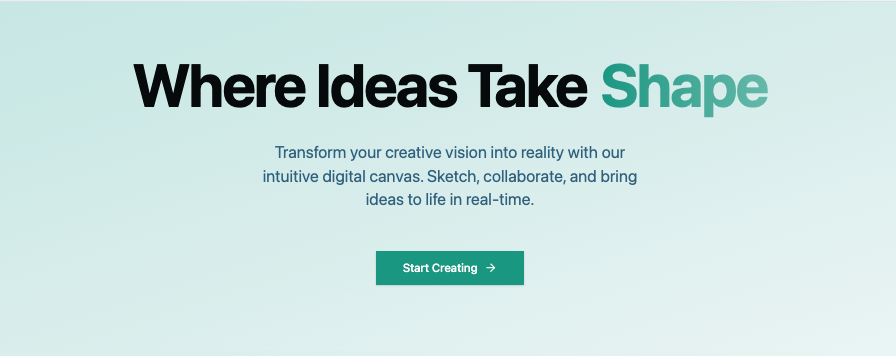 Where Ideas Take Shape
Transform your creative vision into reality with our
intuitive digital canvas. Sketch, collaborate, and bring
ideas to life in real-time.
Start Creating →